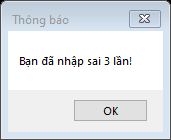 Thông báo
Bạn đã nhập sai 3 lần!
OK